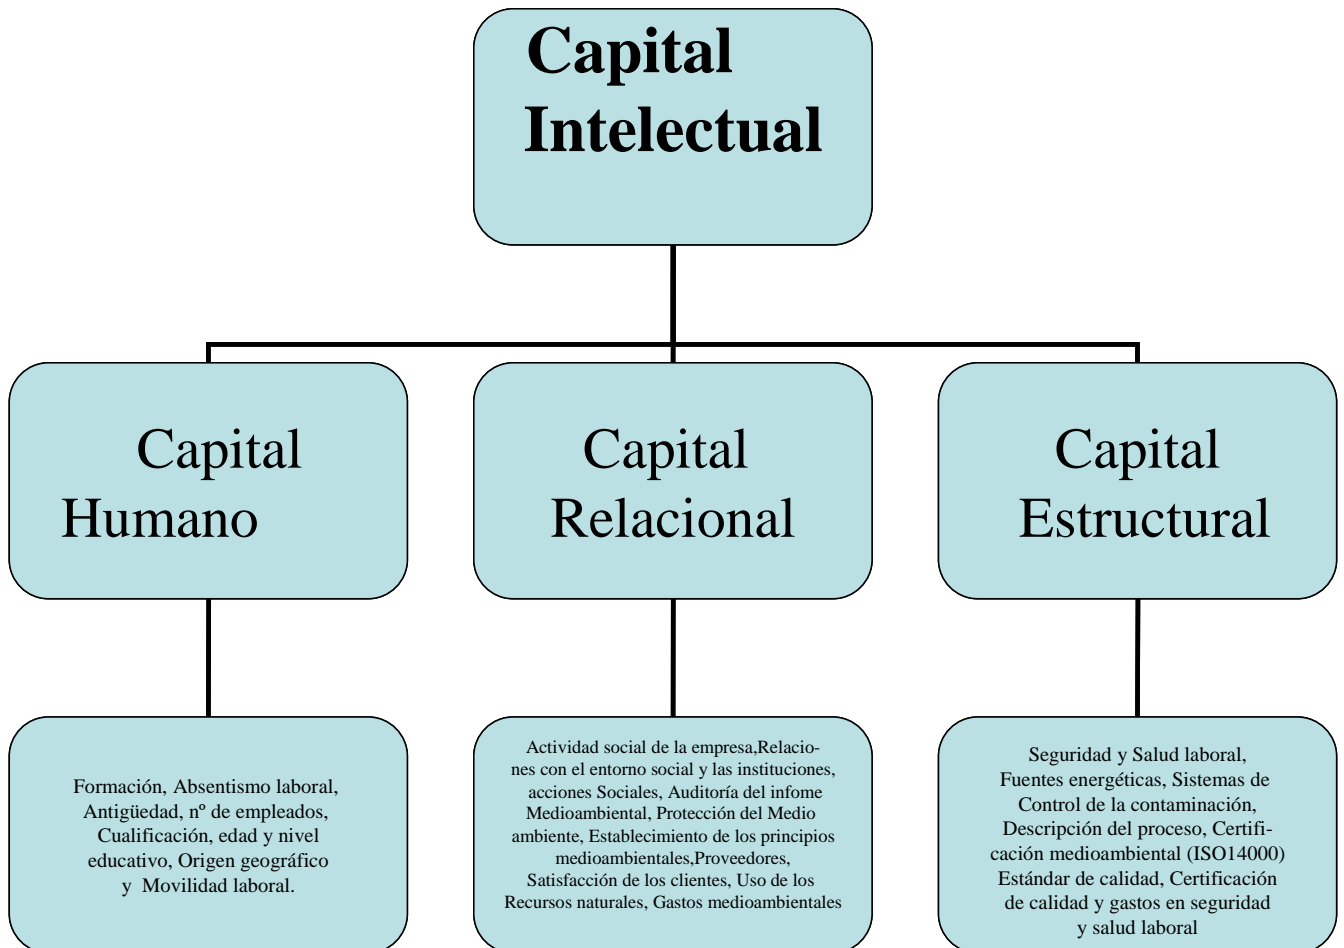 Capital
Intelectual
Capital
Humano
Capital
Relacional
Capital
Estructural
Formación, Absentismo laboral,
Antigüedad, nº de empleados,
Cualificación, edad y nivel
educativo, Origen geográfico
y Movilidad laboral.
Actividad social de la empresa,Relacio-
nes con el entorno social y las instituciones,
acciones Sociales, Auditoría del infome
Medioambiental, Protección del Medio
ambiente, Establecimiento de los principios
medioambientales,Proveedores,
Satisfacción de los clientes, Uso de los
Recursos naturales, Gastos medioambientales
Seguridad y Salud laboral,
Fuentes energéticas, Sistemas de
Control de la contaminación,
Descripción del proceso, Certifi-
cación medioambiental (ISO14000)
Estándar de calidad, Certificación
de calidad y gastos en seguridad
y salud laboral